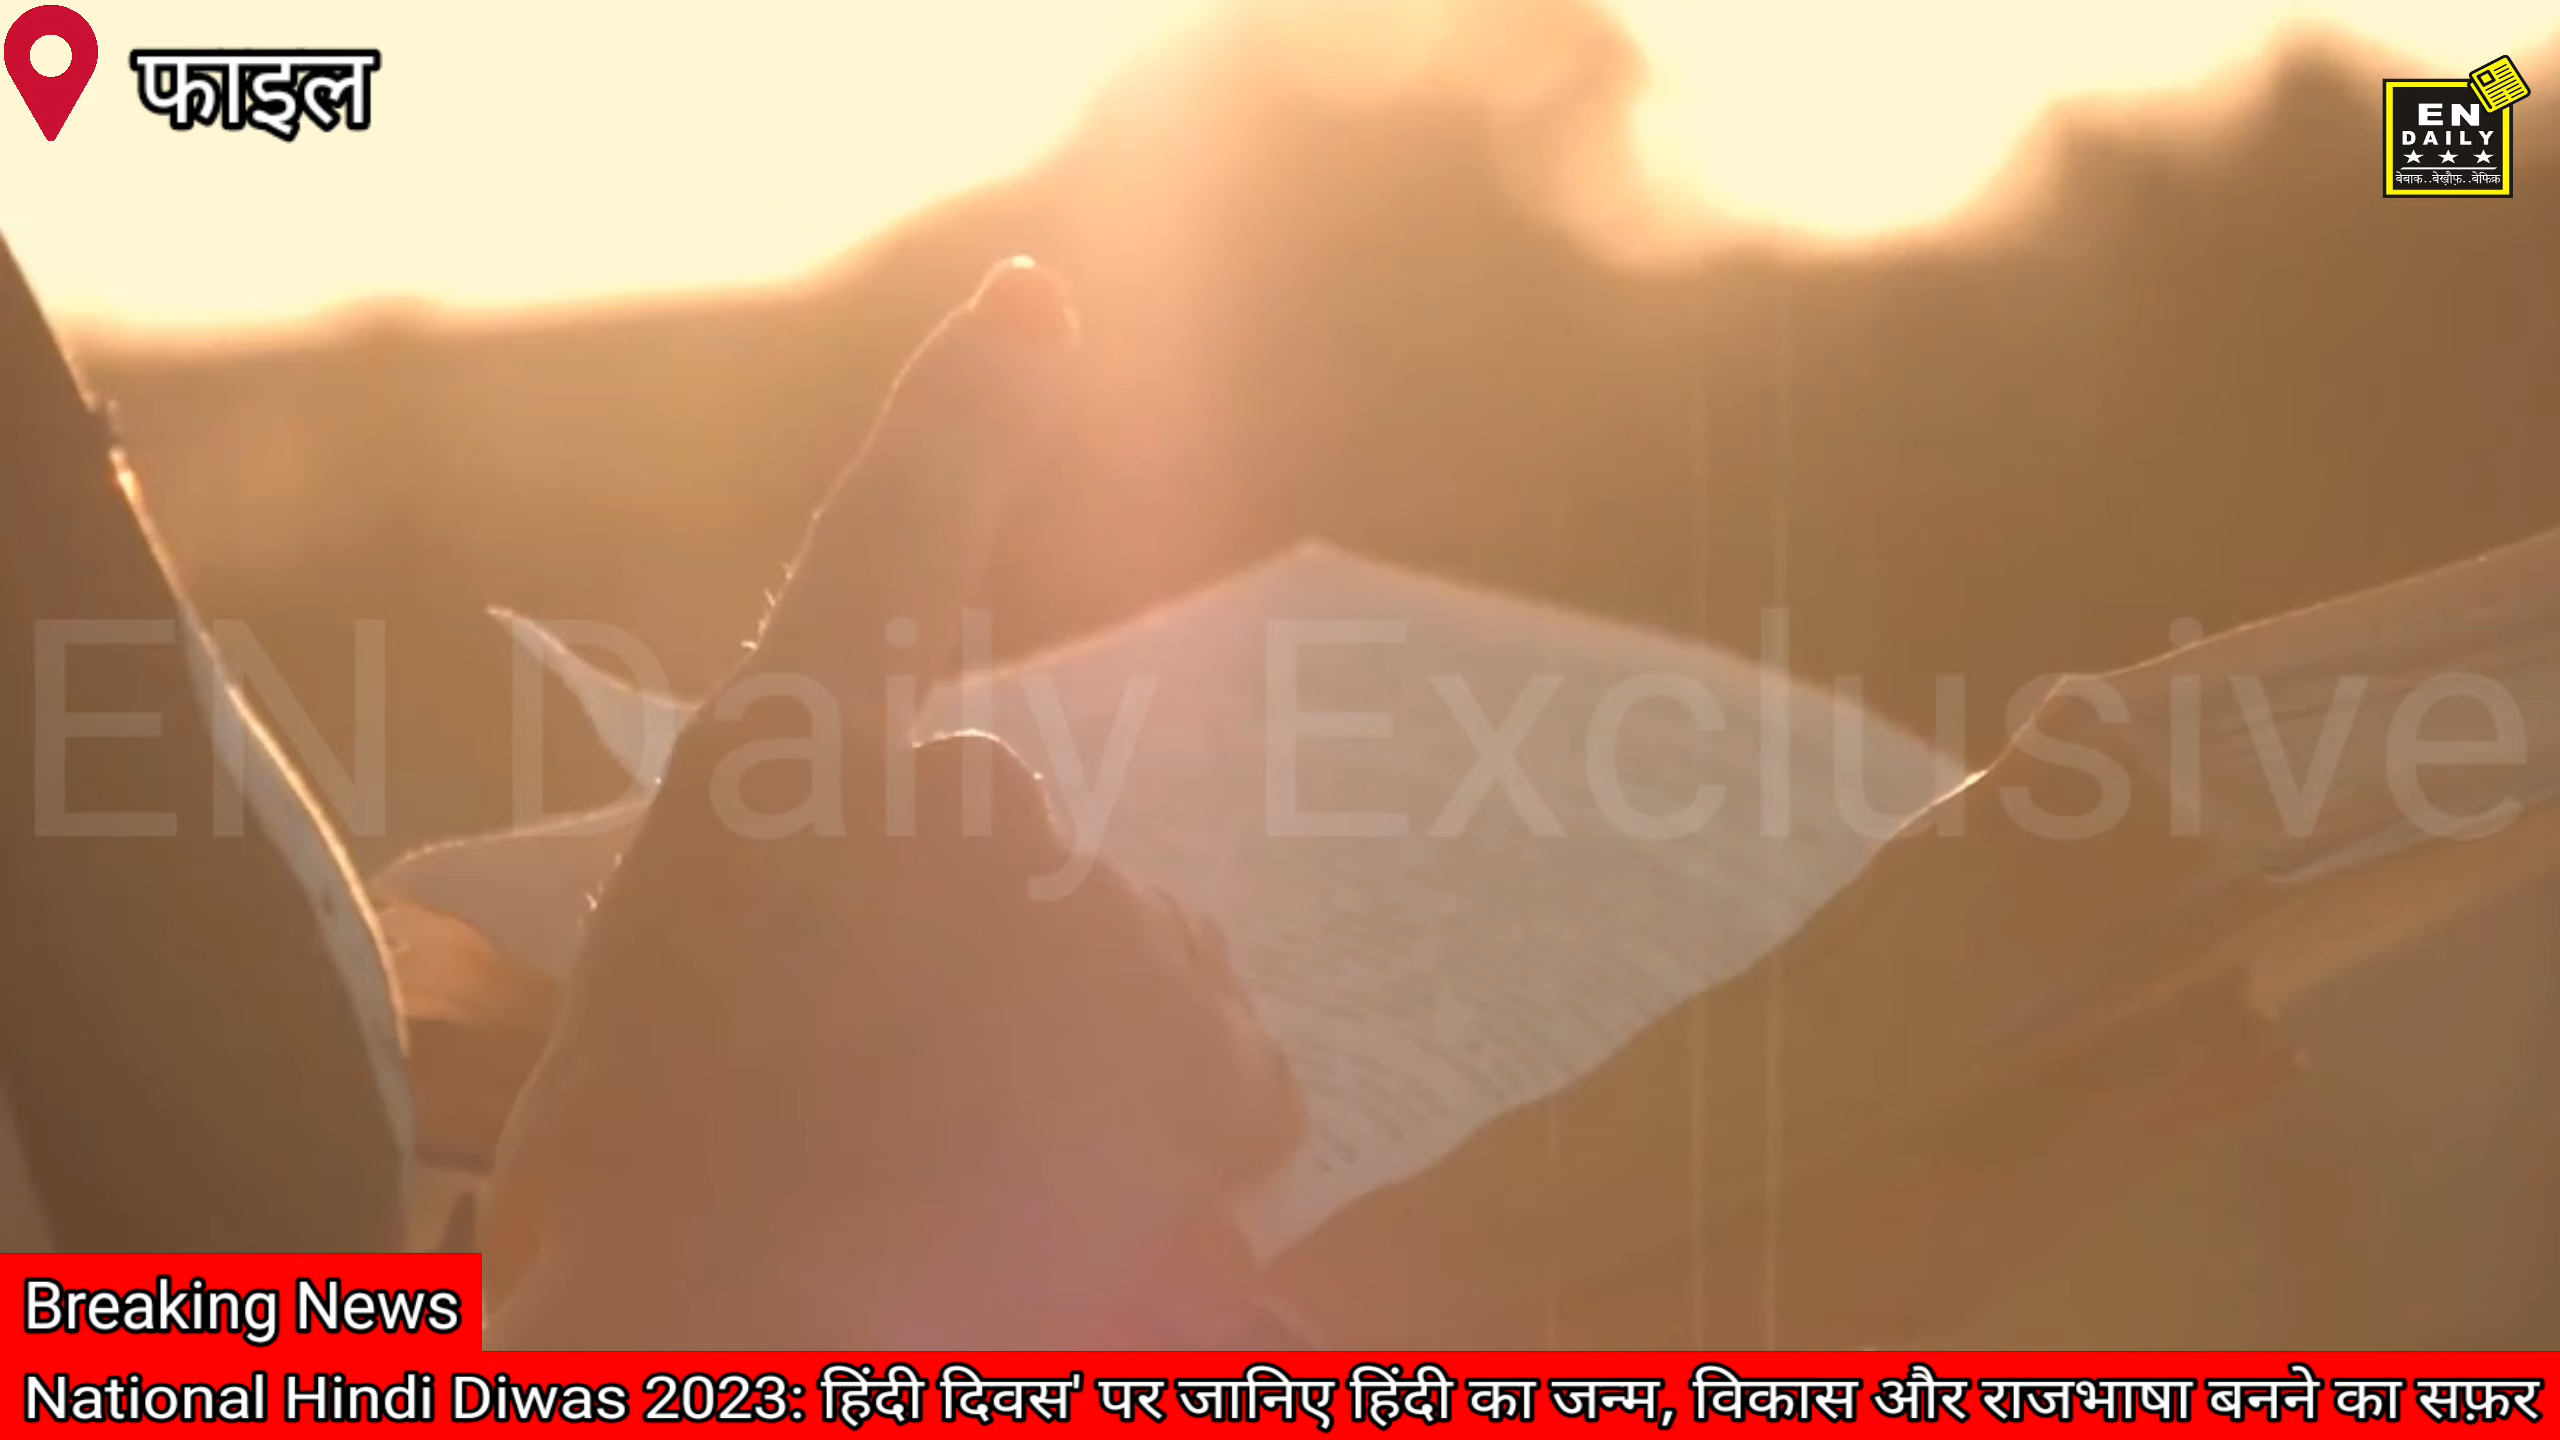 फाइल
EN
DAILY
बेबाक..बेख़ौफ़..बेफिक्र
EN Daily Exclusive
Breaking News
National Hindi Diwas 2023: हिंदी दिवस' पर जानिए हिंदी का जन्म, विकास और राजभाषा बनने का सफ़र